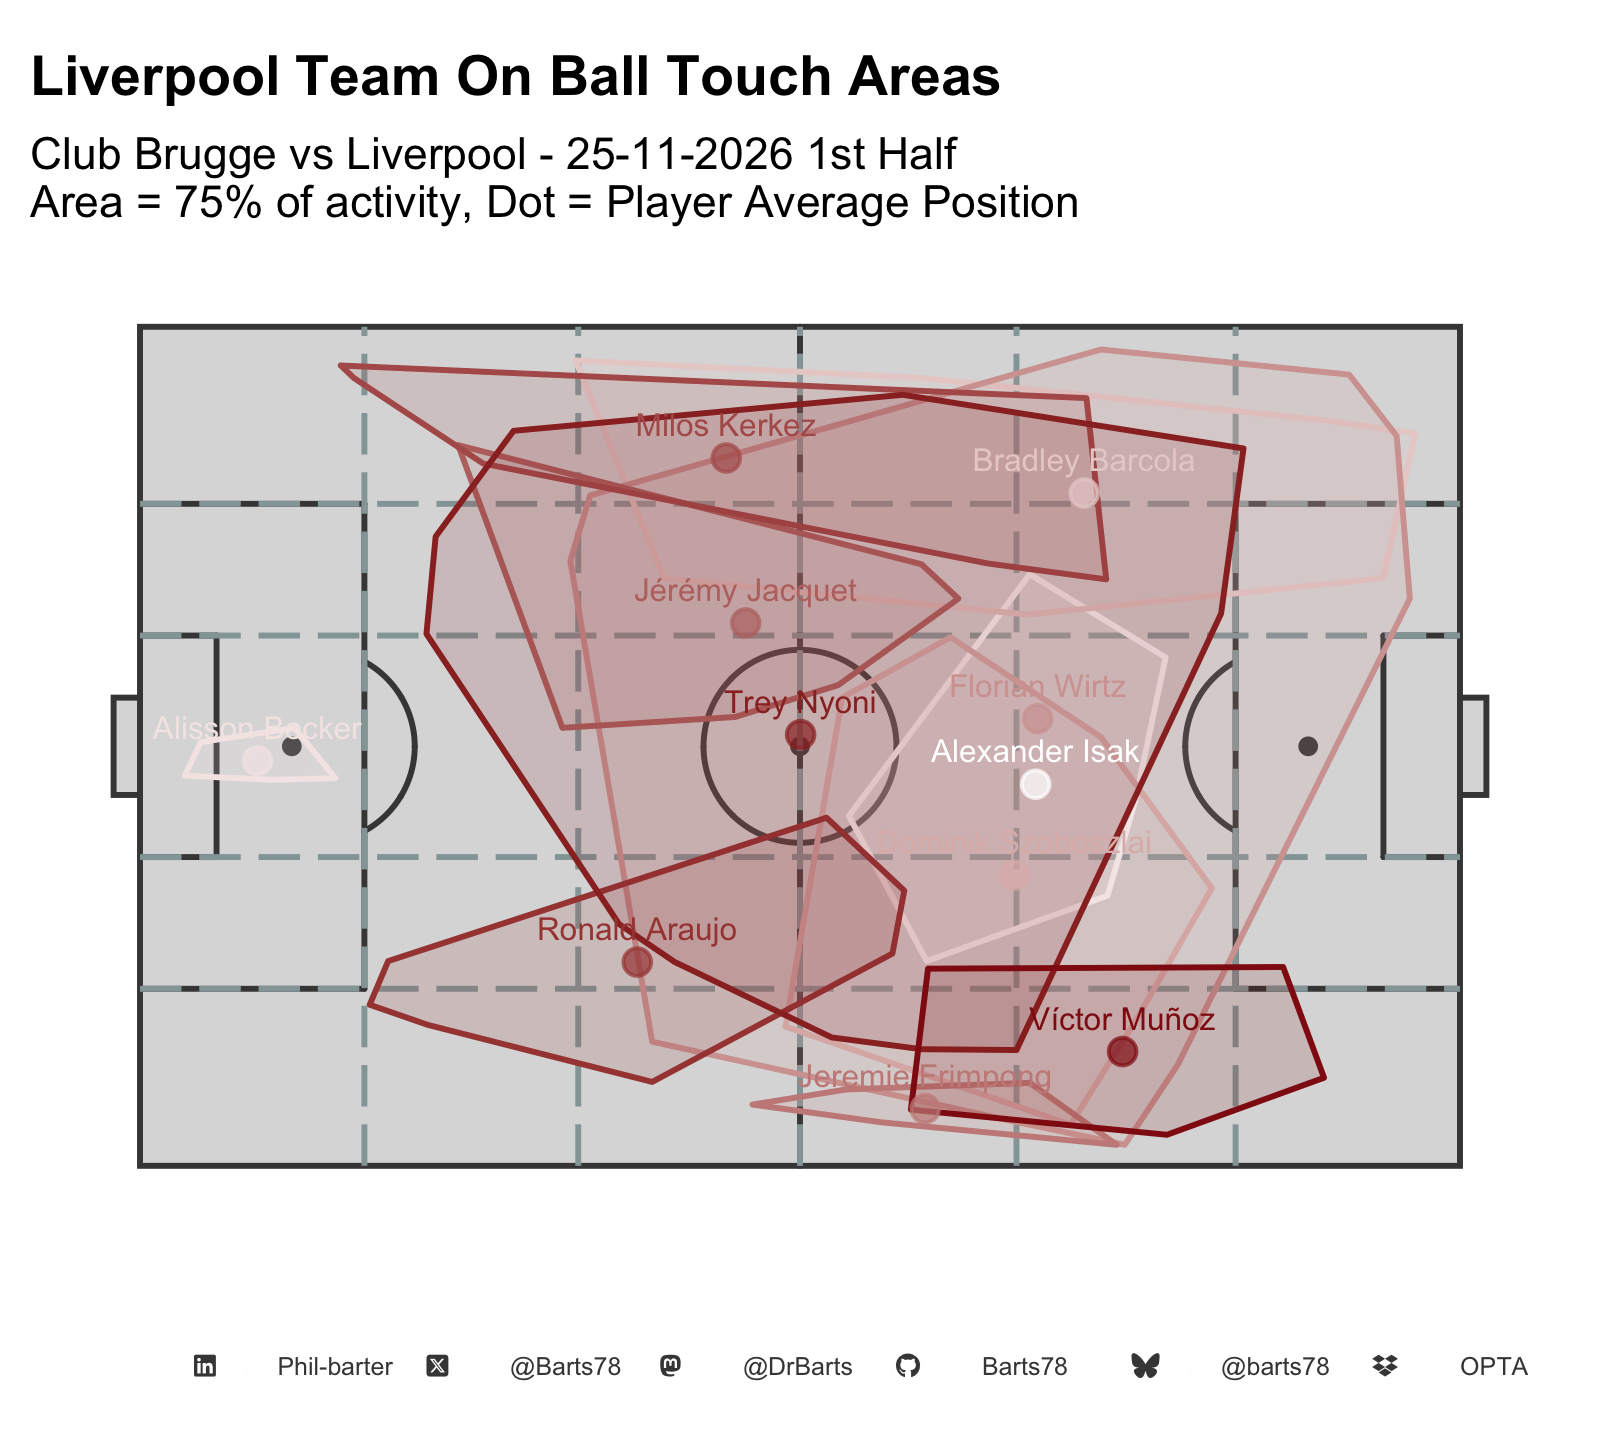 Liverpool Team On Ball Touch Areas
Club Brugge vs Liverpool - 25-11-2026 1st Half
Area = 75% of activity, Dot = Player Average Position
Milos Kerkez
Bradley Barcola
Jérémy Jacquet
Florian Wirtz
Trey Nyoni
Alisson Becker
Alexander Isak
Dominik Szoboszlai
Ronald Araujo
Víctor Muñoz
Jeremie Frimpong
Phil-barter @Barts78 @DrBarts Barts78 @barts78 OPTA